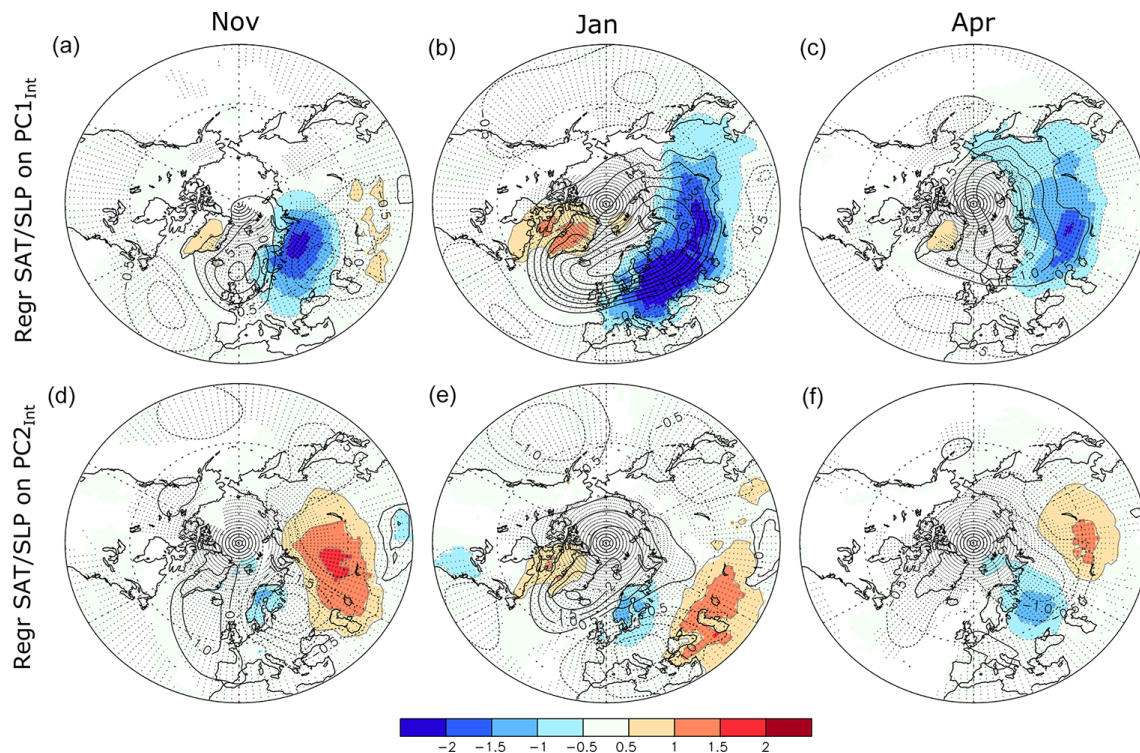 Nov Jan Apr
(a) (b) (c)
Regr SAT/SLP on PC1Int
(d) (e) (f)
Regr SAT/SLP on PC2Int
-2 -1.5 -1 -0.5 0.5 1 1.5 2